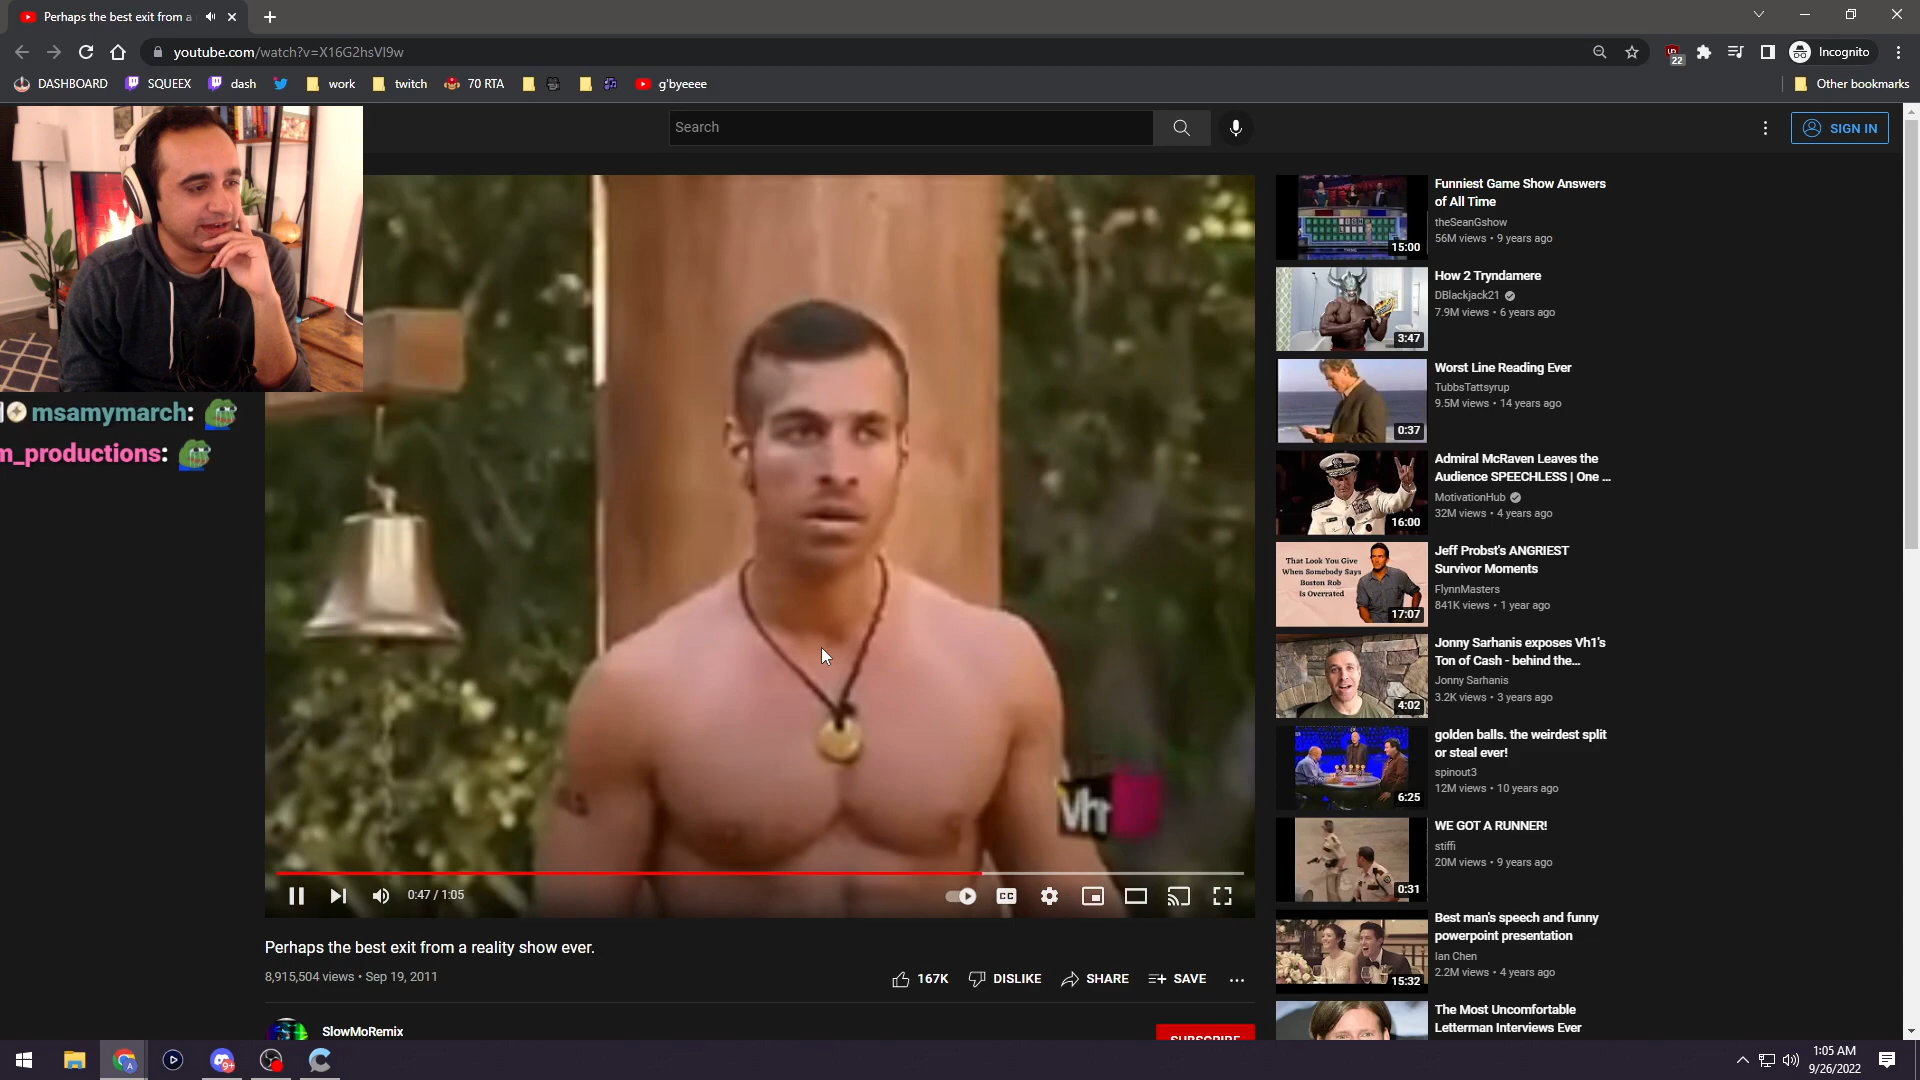 Perhaps the best exit from a
youtube.com/watch?v=X16G2hsVI9w
22
Incognito
DASHBOARD
SQUEEX
dash
work
twitch
70 RTA
g'byeeee
Other bookmarks
Search
SIGN IN
msamymarch:
m_productions:
vh1
0:47 / 1:05
CC
Perhaps the best exit from a reality show ever.
8,915,504 views • Sep 19, 2011
167K
DISLIKE
SHARE
SAVE
SlowMoRemix
SUBSCRIBE
15:00
Funniest Game Show Answers
of All Time
theSeanGshow
56M views • 9 years ago
3:47
How 2 Tryndamere
DBlackjack21
7.9M views • 6 years ago
0:37
Worst Line Reading Ever
TubbsTattsyrup
9.5M views • 14 years ago
16:00
Admiral McRaven Leaves the
Audience SPEECHLESS | One ...
MotivationHub
32M views • 4 years ago
That Look You Give
When Somebody Says
Boston Rob
Is Overrated
17:07
Jeff Probst's ANGRIEST
Survivor Moments
FlynnMasters
841K views • 1 year ago
4:02
Jonny Sarhanis exposes Vh1's
Ton of Cash - behind the...
Jonny Sarhanis
3.2K views • 3 years ago
6:25
golden balls. the weirdest split
or steal ever!
spinout3
12M views • 10 years ago
0:31
WE GOT A RUNNER!
stiffi
20M views • 9 years ago
15:32
Best man's speech and funny
powerpoint presentation
Ian Chen
2.2M views • 4 years ago
The Most Uncomfortable
Letterman Interviews Ever
9+
1:05 AM
9/26/2022